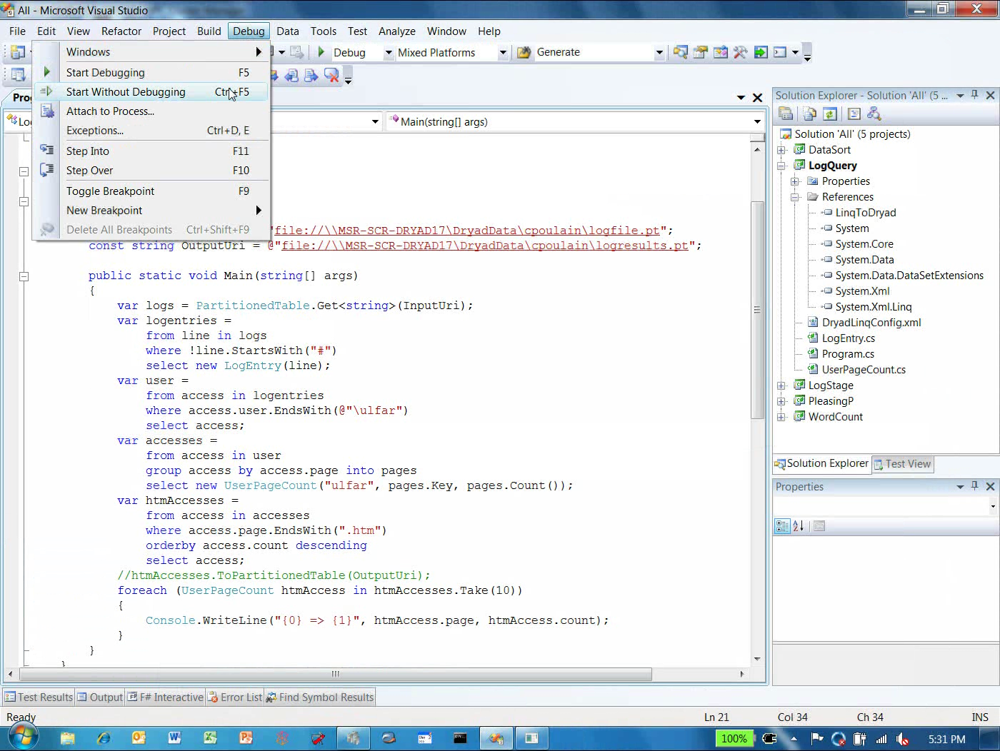 All - Microsoft Visual Studio
File Edit View Refactor Project Build Debug Data Tools Test Analyze Window Help
Debug Mixed Platforms Generate
Windows
Start Debugging F5
Start Without Debugging Ctrl+F5
Attach to Process...
Exceptions... Ctrl+D, E
Step Into F11
Step Over F10
Toggle Breakpoint F9
New Breakpoint
Delete All Breakpoints Ctrl+Shift+F9
Main(string[] args)
"file://\\MSR-SCR-DRYAD17\DryadData\cpoulain\logfile.pt";
const string OutputUri = @"file://\\MSR-SCR-DRYAD17\DryadData\cpoulain\logresults.pt";
public static void Main(string[] args)
{
var logs = PartitionedTable.Get<string>(InputUri);
var logentries =
from line in logs
where !line.StartsWith("#")
select new LogEntry(line);
var user =
from access in logentries
where access.user.EndsWith(@"\ulfar")
select access;
var accesses =
from access in user
group access by access.page into pages
select new UserPageCount("ulfar", pages.Key, pages.Count());
var htmAccesses =
from access in accesses
where access.page.EndsWith(".htm")
orderby access.count descending
select access;
//htmAccesses.ToPartitionedTable(OutputUri);
foreach (UserPageCount htmAccess in htmAccesses.Take(10))
{
Console.WriteLine("{0} => {1}", htmAccess.page, htmAccess.count);
}
}
}
Solution Explorer - Solution 'All' (5 ...
Solution 'All' (5 projects)
DataSort
LogQuery
Properties
References
LinqToDryad
System
System.Core
System.Data
System.Data.DataSetExtensions
System.Xml
System.Xml.Linq
DryadLinqConfig.xml
LogEntry.cs
Program.cs
UserPageCount.cs
LogStage
PleasingP
WordCount
Solution Explorer Test View
Properties
Test Results Output F# Interactive Error List Find Symbol Results
Ready Ln 21 Col 34 Ch 34 INS
100% 5:31 PM